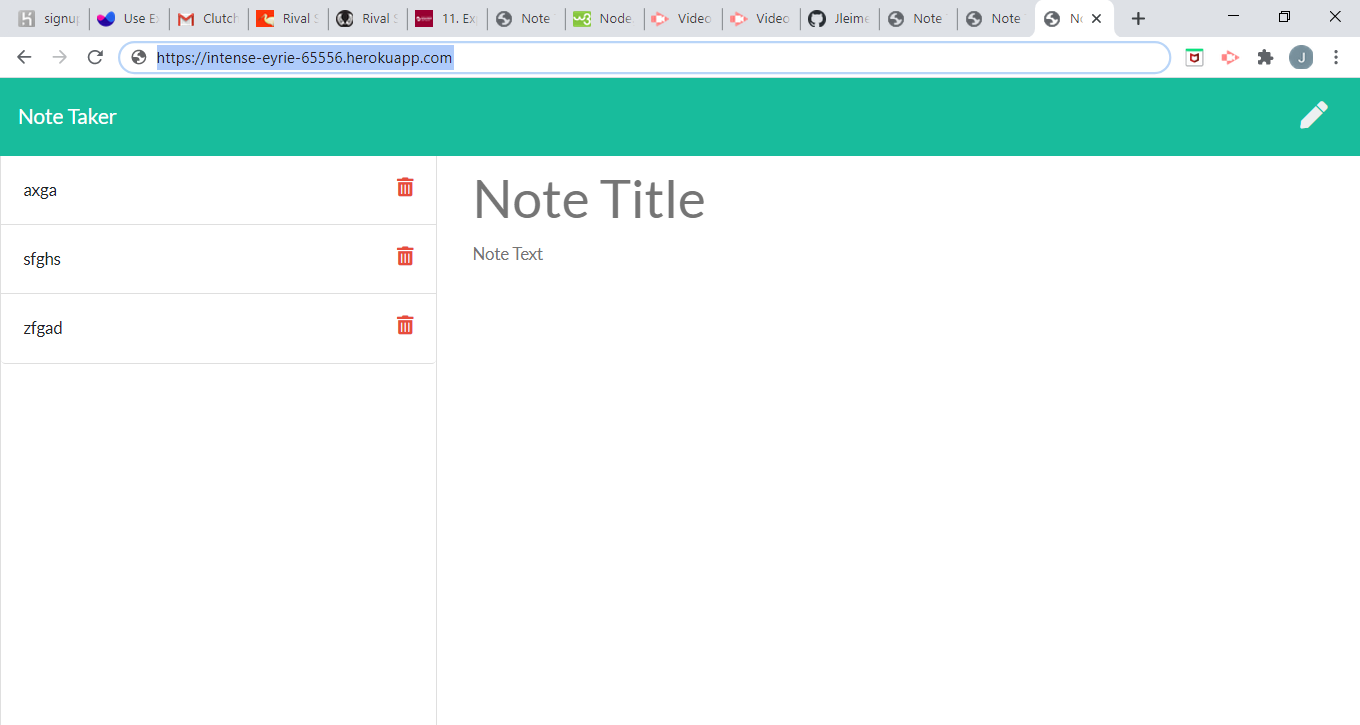 signu Use E Clutch Rival Rival 11. Ex Note Node. Video Video Jleime Note Note No
https://intense-eyrie-65556.herokuapp.com
J
Note Taker
axga
Note Title
sfghs
Note Text
zfgad